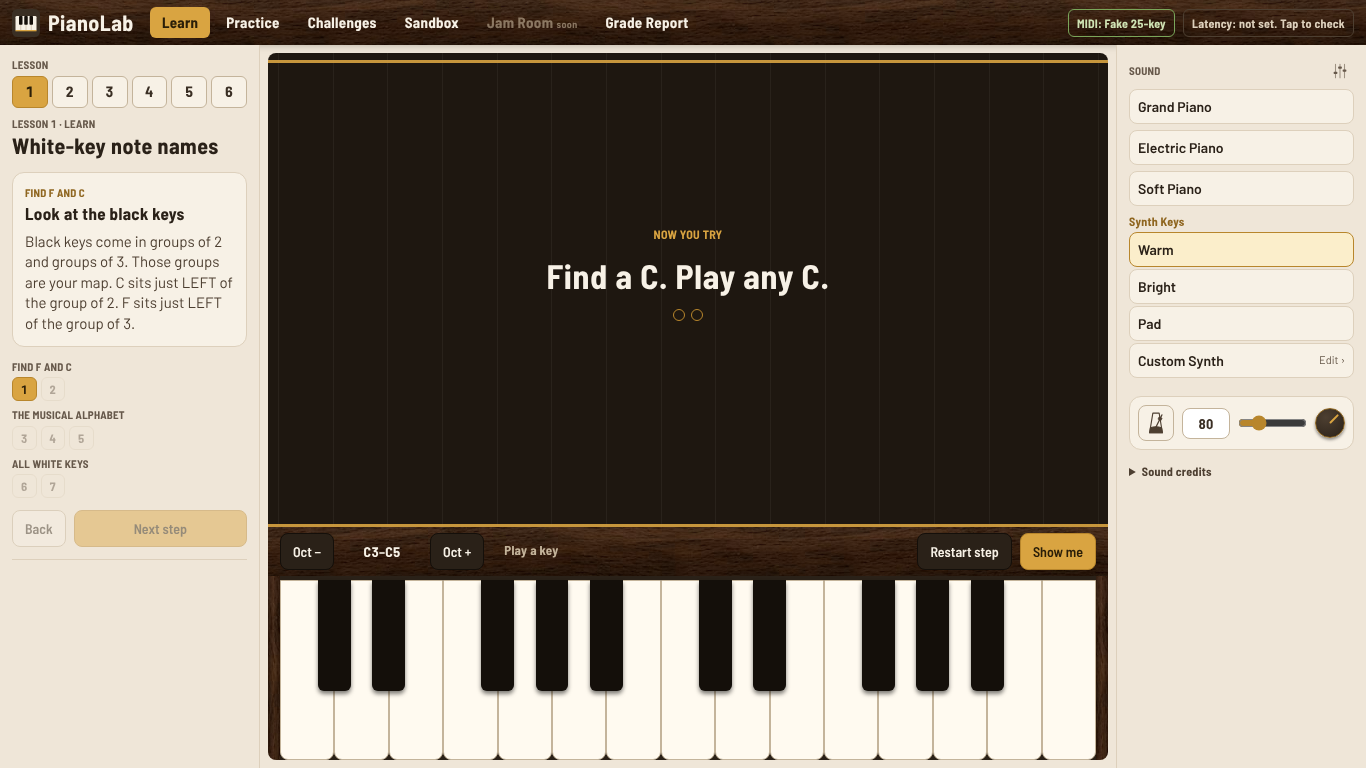 PianoLab
Learn
Practice
Challenges
Sandbox
Jam Room soon
Grade Report
MIDI: Fake 25-key
Latency: not set. Tap to check
LESSON
1 2 3 4 5 6
LESSON 1 · LEARN
White-key note names
FIND F AND C
Look at the black keys
Black keys come in groups of 2
and groups of 3. Those groups
are your map. C sits just LEFT of
the group of 2. F sits just LEFT
of the group of 3.
FIND F AND C
1 2
THE MUSICAL ALPHABET
3 4 5
ALL WHITE KEYS
6 7
Back
Next step
NOW YOU TRY
Find a C. Play any C.
Oct −
C3–C5
Oct +
Play a key
Restart step
Show me
SOUND
Grand Piano
Electric Piano
Soft Piano
Synth Keys
Warm
Bright
Pad
Custom Synth
Edit ›
80
Sound credits